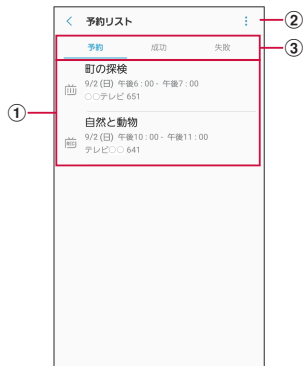 予約リスト
②
予約 成功 失敗
③
①
町の探検
9/2 (日) 午後6 : 00 - 午後7 : 00
○○テレビ 651
自然と動物
9/2 (日) 午後10 : 00 - 午後11 : 00
テレビ○○ 641